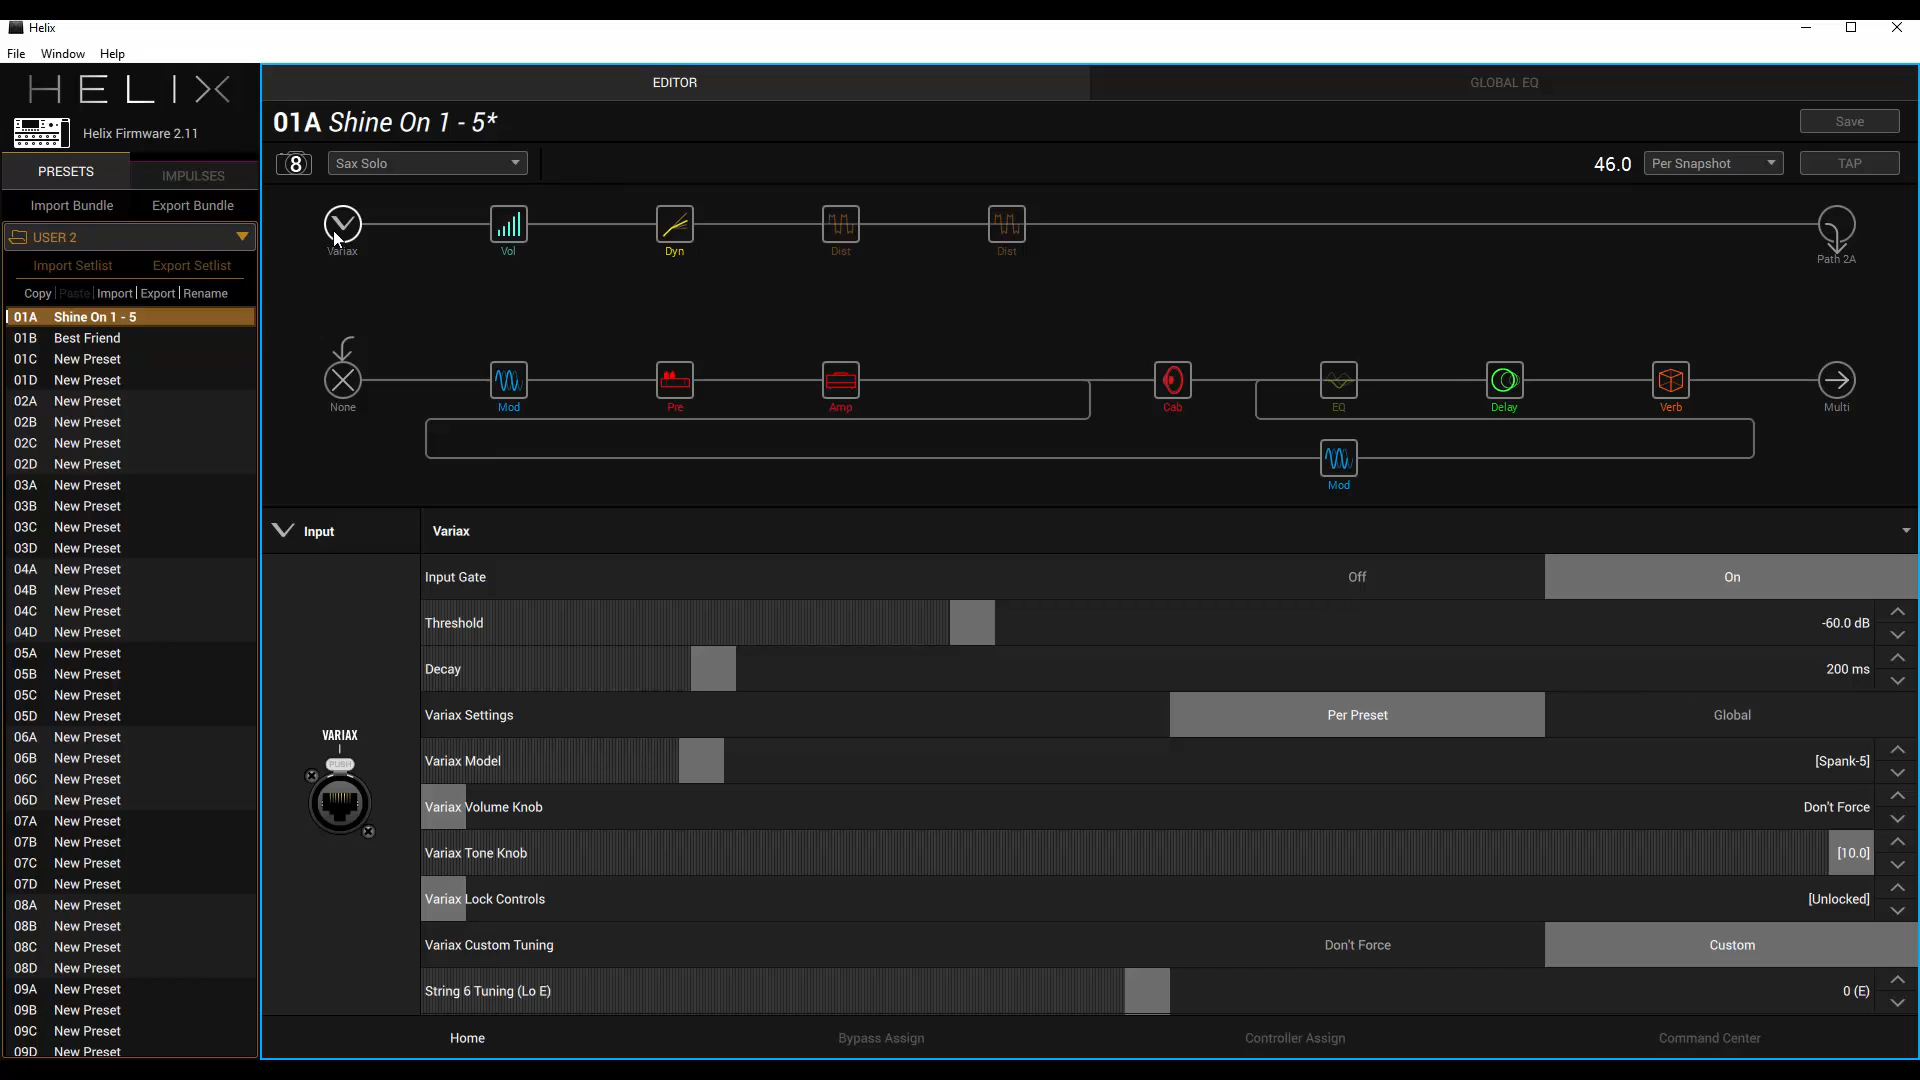 Helix
File Window Help
HELIX
Helix Firmware 2.11
PRESETS IMPULSES
Import Bundle Export Bundle
USER 2
Import Setlist Export Setlist
Copy Paste Import Export Rename
01A Shine On 1 - 5
01B Best Friend
01C New Preset
01D New Preset
02A New Preset
02B New Preset
02C New Preset
02D New Preset
03A New Preset
03B New Preset
03C New Preset
03D New Preset
04A New Preset
04B New Preset
04C New Preset
04D New Preset
05A New Preset
05B New Preset
05C New Preset
05D New Preset
06A New Preset
06B New Preset
06C New Preset
06D New Preset
07A New Preset
07B New Preset
07C New Preset
07D New Preset
08A New Preset
08B New Preset
08C New Preset
08D New Preset
09A New Preset
09B New Preset
09C New Preset
09D New Preset
EDITOR GLOBAL EQ
01A Shine On 1 - 5* Save
8 Sax Solo 46.0 Per Snapshot TAP
Variax Vol Dyn Dist Dist Path 2A
None Mod Pre Amp Cab EQ Delay Verb Multi
Mod
Input Variax
Input Gate Off On
Threshold -60.0 dB
Decay 200 ms
Variax Settings Per Preset Global
VARIAX
PUSH
Variax Model [Spank-5]
Variax Volume Knob Don't Force
Variax Tone Knob [10.0]
Variax Lock Controls [Unlocked]
Variax Custom Tuning Don't Force Custom
String 6 Tuning (Lo E) 0 (E)
Home Bypass Assign Controller Assign Command Center